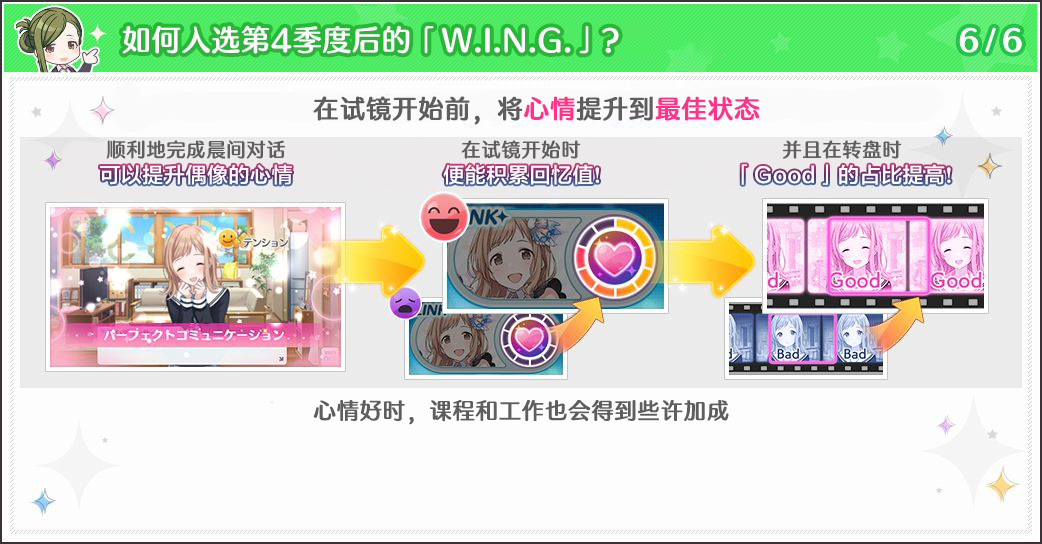 如何入选第4季度后的「W.I.N.G.」?
6/6
在试镜开始前，将心情提升到最佳状态
顺利地完成晨间对话
可以提升偶像的心情
在试镜开始时
便能积累回忆值!
并且在转盘时
「Good」的占比提高!
テンション
パーフェクトコミュニケーション
NK
LINK
d
Good
Good
d
Bad
Bad
心情好时，课程和工作也会得到些许加成